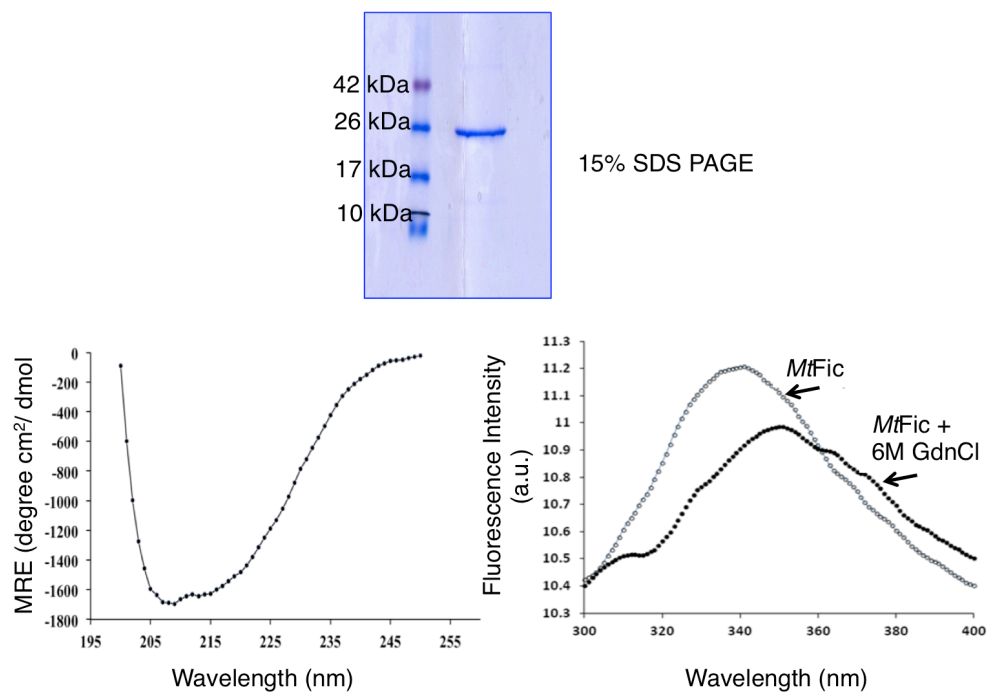 42 kDa
26 kDa
17 kDa
10 kDa
15% SDS PAGE
MRE (degree cm2/ dmol
0
-200
-400
-600
-800
-1000
-1200
-1400
-1600
-1800
195 205 215 225 235 245 255
Wavelength (nm)
Fluorescence Intensity
(a.u.)
11.3
11.2
11.1
11
10.9
10.8
10.7
10.6
10.5
10.4
10.3
MtFic
MtFic +
6M GdnCl
300 320 340 360 380 400
Wavelength (nm)